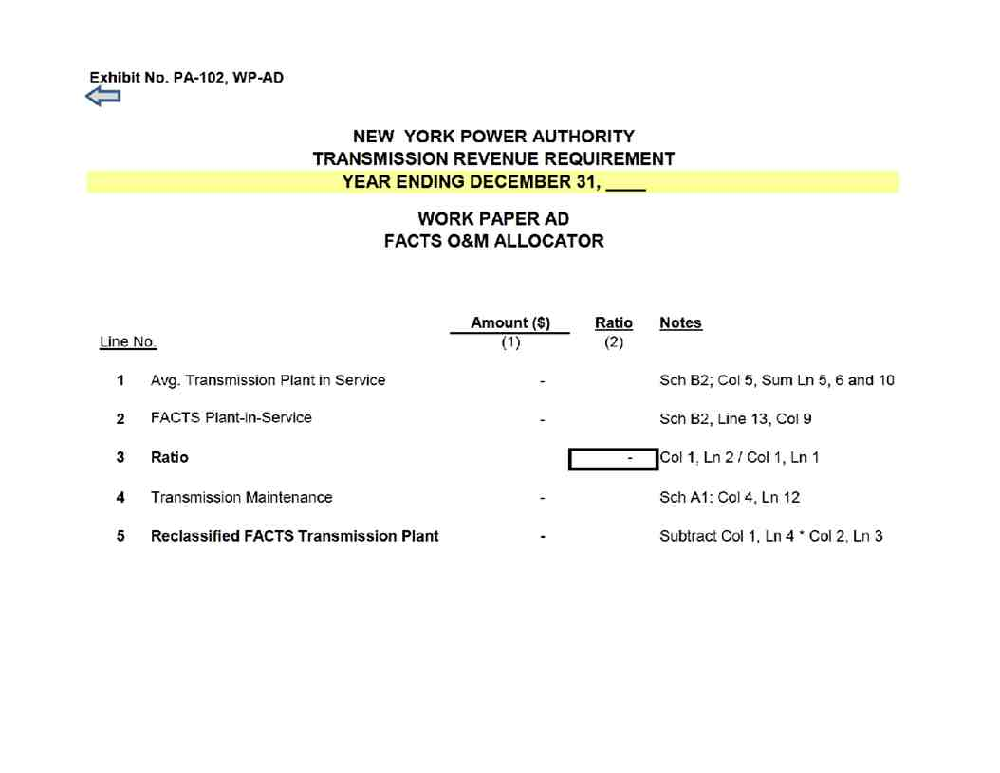 Exhibit No. PA-102, WP-AD
NEW YORK POWER AUTHORITY
TRANSMISSION REVENUE REQUIREMENT
YEAR ENDING DECEMBER 31, ____
WORK PAPER AD
FACTS O&M ALLOCATOR
Amount ($) Ratio Notes
Line No. (1) (2)
1 Avg. Transmission Plant in Service - Sch B2; Col 5, Sum Ln 5, 6 and 10
2 FACTS Plant-in-Service - Sch B2, Line 13, Col 9
3 Ratio - Col 1, Ln 2 / Col 1, Ln 1
4 Transmission Maintenance - Sch A1: Col 4, Ln 12
5 Reclassified FACTS Transmission Plant - Subtract Col 1, Ln 4 * Col 2, Ln 3